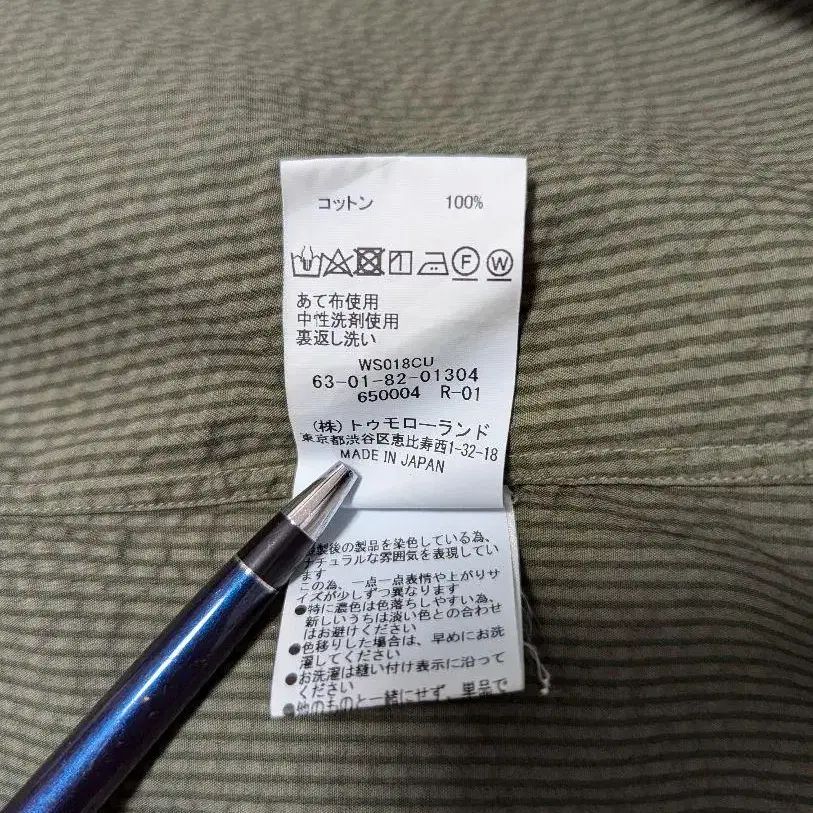 コットン 100%
F W
あて布使用
中性洗剤使用
裏返し洗い
WS018CU
63-01-82-01304
650004 R-01
(株)トゥモローランド
東京都渋谷区恵比寿西1-32-18
MADE IN JAPAN
製後の製品を染色している為、
ナチュラルな雰囲気を表現してい
ます
この為、一点一点表情や上がりサ
イズが少しずつ異なります
●特に濃色は色落ちしやすい為、
新しいうちは淡い色との合わせ
はお避けください
●色移りした場合は、早めにお洗
濯してください
●お洗濯は縫い付け表示に沿って
ください
●他のものと一緒にせず、単品で